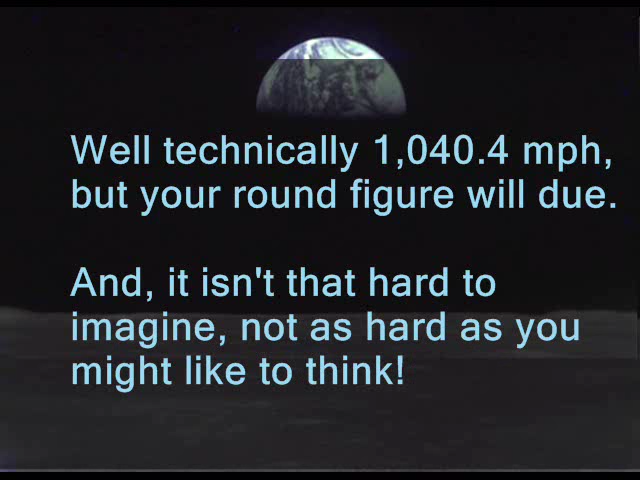 Well technically 1,040.4 mph,
but your round figure will due.
And, it isn't that hard to
imagine, not as hard as you
might like to think!